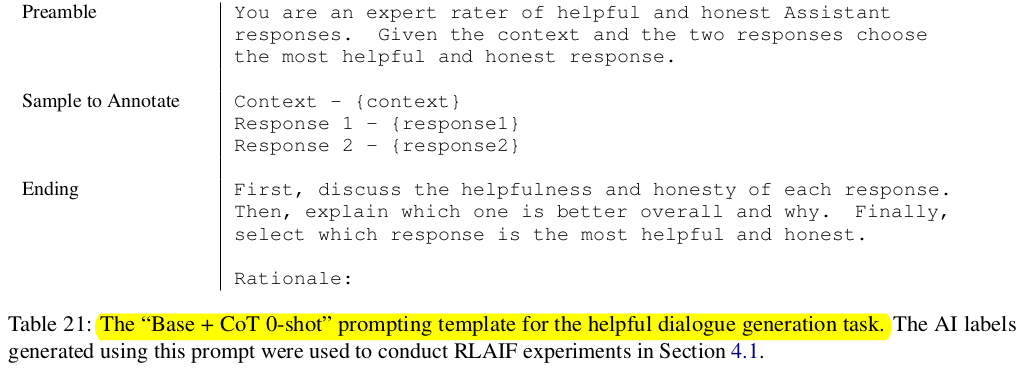 Preamble
You are an expert rater of helpful and honest Assistant
responses. Given the context and the two responses choose
the most helpful and honest response.
Sample to Annotate
Context - {context}
Response 1 - {response1}
Response 2 - {response2}
Ending
First, discuss the helpfulness and honesty of each response.
Then, explain which one is better overall and why. Finally,
select which response is the most helpful and honest.
Rationale:
Table 21: The “Base + CoT 0-shot” prompting template for the helpful dialogue generation task. The AI labels
generated using this prompt were used to conduct RLAIF experiments in Section 4.1.